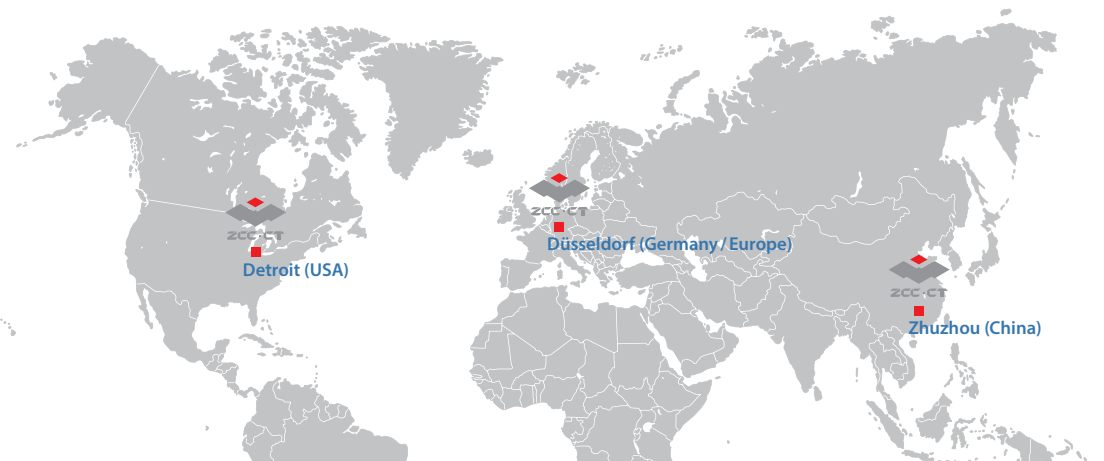 ZCC·CT
Detroit (USA)
ZCC·CT
Düsseldorf (Germany / Europe)
ZCC·CT
Zhuzhou (China)